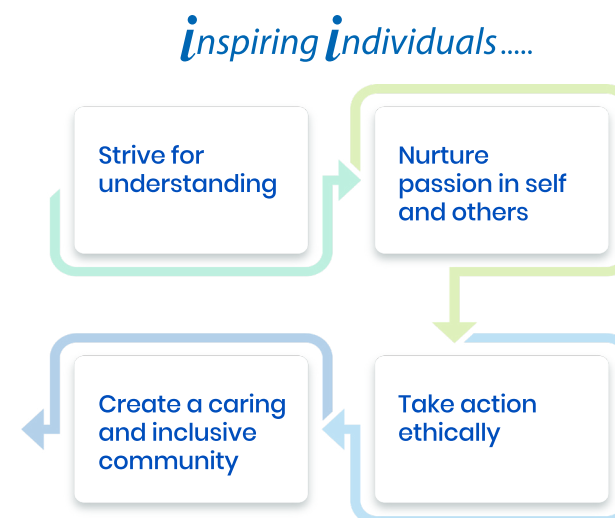 inspiring individuals.....
Strive for
understanding
Nurture
passion in self
and others
Take action
ethically
Create a caring
and inclusive
community